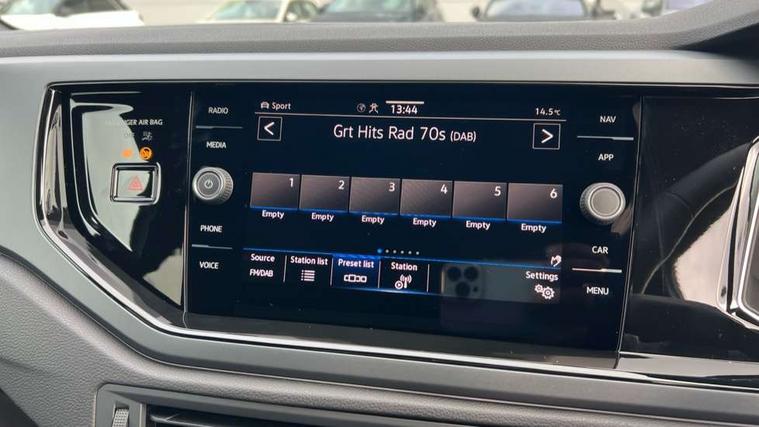 RADIO
MEDIA
PHONE
VOICE
AIR BAG
Sport
13:44
14.5°C
<
Grt Hits Rad 70s (DAB)
>
1
2
3
4
5
6
Empty
Empty
Empty
Empty
Empty
Empty
Source
FM/DAB
Station list
Preset list
Station
Settings
NAV
APP
CAR
MENU